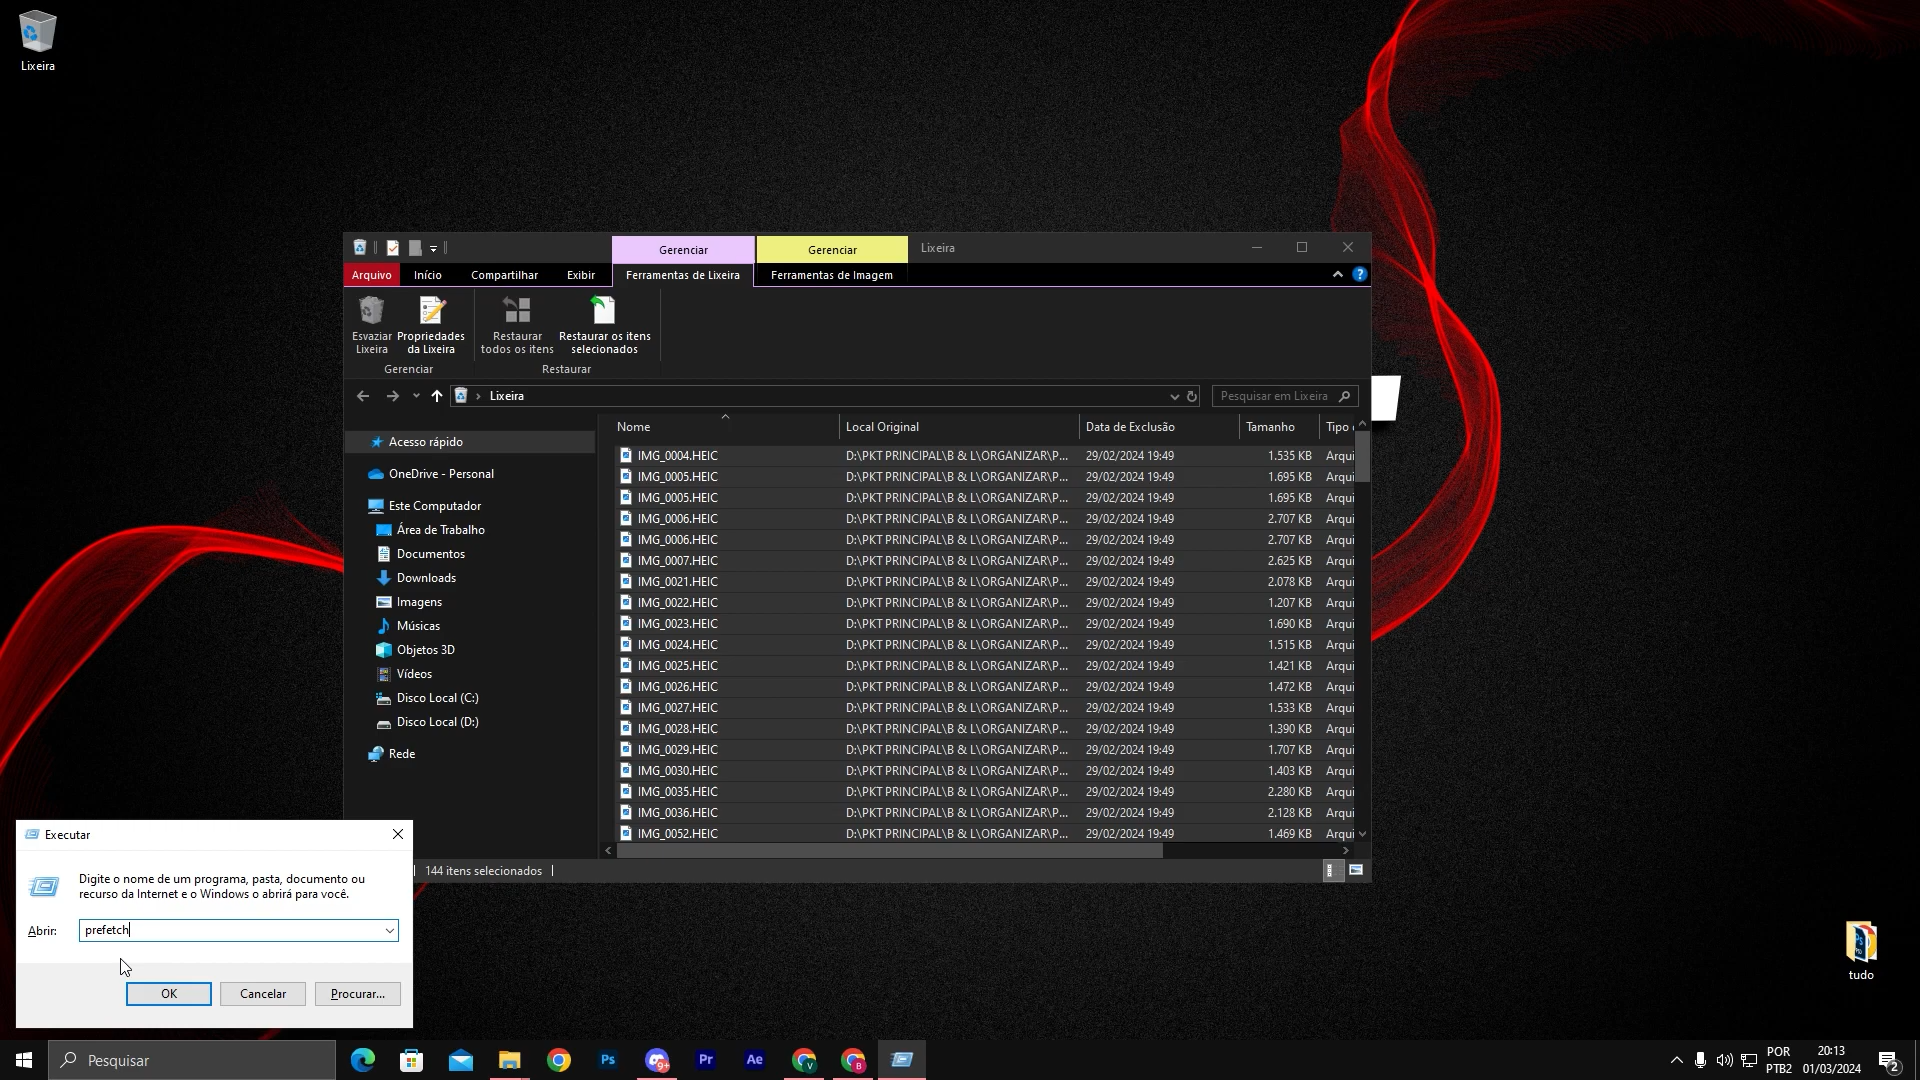 Lixeira
Gerenciar
Gerenciar
Lixeira
Arquivo
Início
Compartilhar
Exibir
Ferramentas de Lixeira
Ferramentas de Imagem
Esvaziar
Lixeira
Propriedades
da Lixeira
Restaurar
todos os itens
Restaurar os itens
selecionados
Gerenciar
Restaurar
Lixeira
Pesquisar em Lixeira
Nome
Local Original
Data de Exclusão
Tamanho
Tipo
Acesso rápido
OneDrive - Personal
Este Computador
Área de Trabalho
Documentos
Downloads
Imagens
Músicas
Objetos 3D
Vídeos
Disco Local (C:)
Disco Local (D:)
Rede
IMG_0004.HEIC D:\PKT PRINCIPAL\B & L\ORGANIZAR\P... 29/02/2024 19:49 1.535 KB Arqui
IMG_0005.HEIC D:\PKT PRINCIPAL\B & L\ORGANIZAR\P... 29/02/2024 19:49 1.695 KB Arqui
IMG_0005.HEIC D:\PKT PRINCIPAL\B & L\ORGANIZAR\P... 29/02/2024 19:49 1.695 KB Arqui
IMG_0006.HEIC D:\PKT PRINCIPAL\B & L\ORGANIZAR\P... 29/02/2024 19:49 2.707 KB Arqui
IMG_0006.HEIC D:\PKT PRINCIPAL\B & L\ORGANIZAR\P... 29/02/2024 19:49 2.707 KB Arqui
IMG_0007.HEIC D:\PKT PRINCIPAL\B & L\ORGANIZAR\P... 29/02/2024 19:49 2.625 KB Arqui
IMG_0021.HEIC D:\PKT PRINCIPAL\B & L\ORGANIZAR\P... 29/02/2024 19:49 2.078 KB Arqui
IMG_0022.HEIC D:\PKT PRINCIPAL\B & L\ORGANIZAR\P... 29/02/2024 19:49 1.207 KB Arqui
IMG_0023.HEIC D:\PKT PRINCIPAL\B & L\ORGANIZAR\P... 29/02/2024 19:49 1.690 KB Arqui
IMG_0024.HEIC D:\PKT PRINCIPAL\B & L\ORGANIZAR\P... 29/02/2024 19:49 1.515 KB Arqui
IMG_0025.HEIC D:\PKT PRINCIPAL\B & L\ORGANIZAR\P... 29/02/2024 19:49 1.421 KB Arqui
IMG_0026.HEIC D:\PKT PRINCIPAL\B & L\ORGANIZAR\P... 29/02/2024 19:49 1.472 KB Arqui
IMG_0027.HEIC D:\PKT PRINCIPAL\B & L\ORGANIZAR\P... 29/02/2024 19:49 1.533 KB Arqui
IMG_0028.HEIC D:\PKT PRINCIPAL\B & L\ORGANIZAR\P... 29/02/2024 19:49 1.390 KB Arqui
IMG_0029.HEIC D:\PKT PRINCIPAL\B & L\ORGANIZAR\P... 29/02/2024 19:49 1.707 KB Arqui
IMG_0030.HEIC D:\PKT PRINCIPAL\B & L\ORGANIZAR\P... 29/02/2024 19:49 1.403 KB Arqui
IMG_0035.HEIC D:\PKT PRINCIPAL\B & L\ORGANIZAR\P... 29/02/2024 19:49 2.280 KB Arqui
IMG_0036.HEIC D:\PKT PRINCIPAL\B & L\ORGANIZAR\P... 29/02/2024 19:49 2.128 KB Arqui
IMG_0052.HEIC D:\PKT PRINCIPAL\B & L\ORGANIZAR\P... 29/02/2024 19:49 1.469 KB Arqui
144 itens selecionados
Executar
Digite o nome de um programa, pasta, documento ou
recurso da Internet e o Windows o abrirá para você.
Abrir:
prefetch
OK
Cancelar
Procurar...
tudo
Pesquisar
Ps
9+
Pr
Ae
V
B
POR
PTB2
20:13
01/03/2024
2